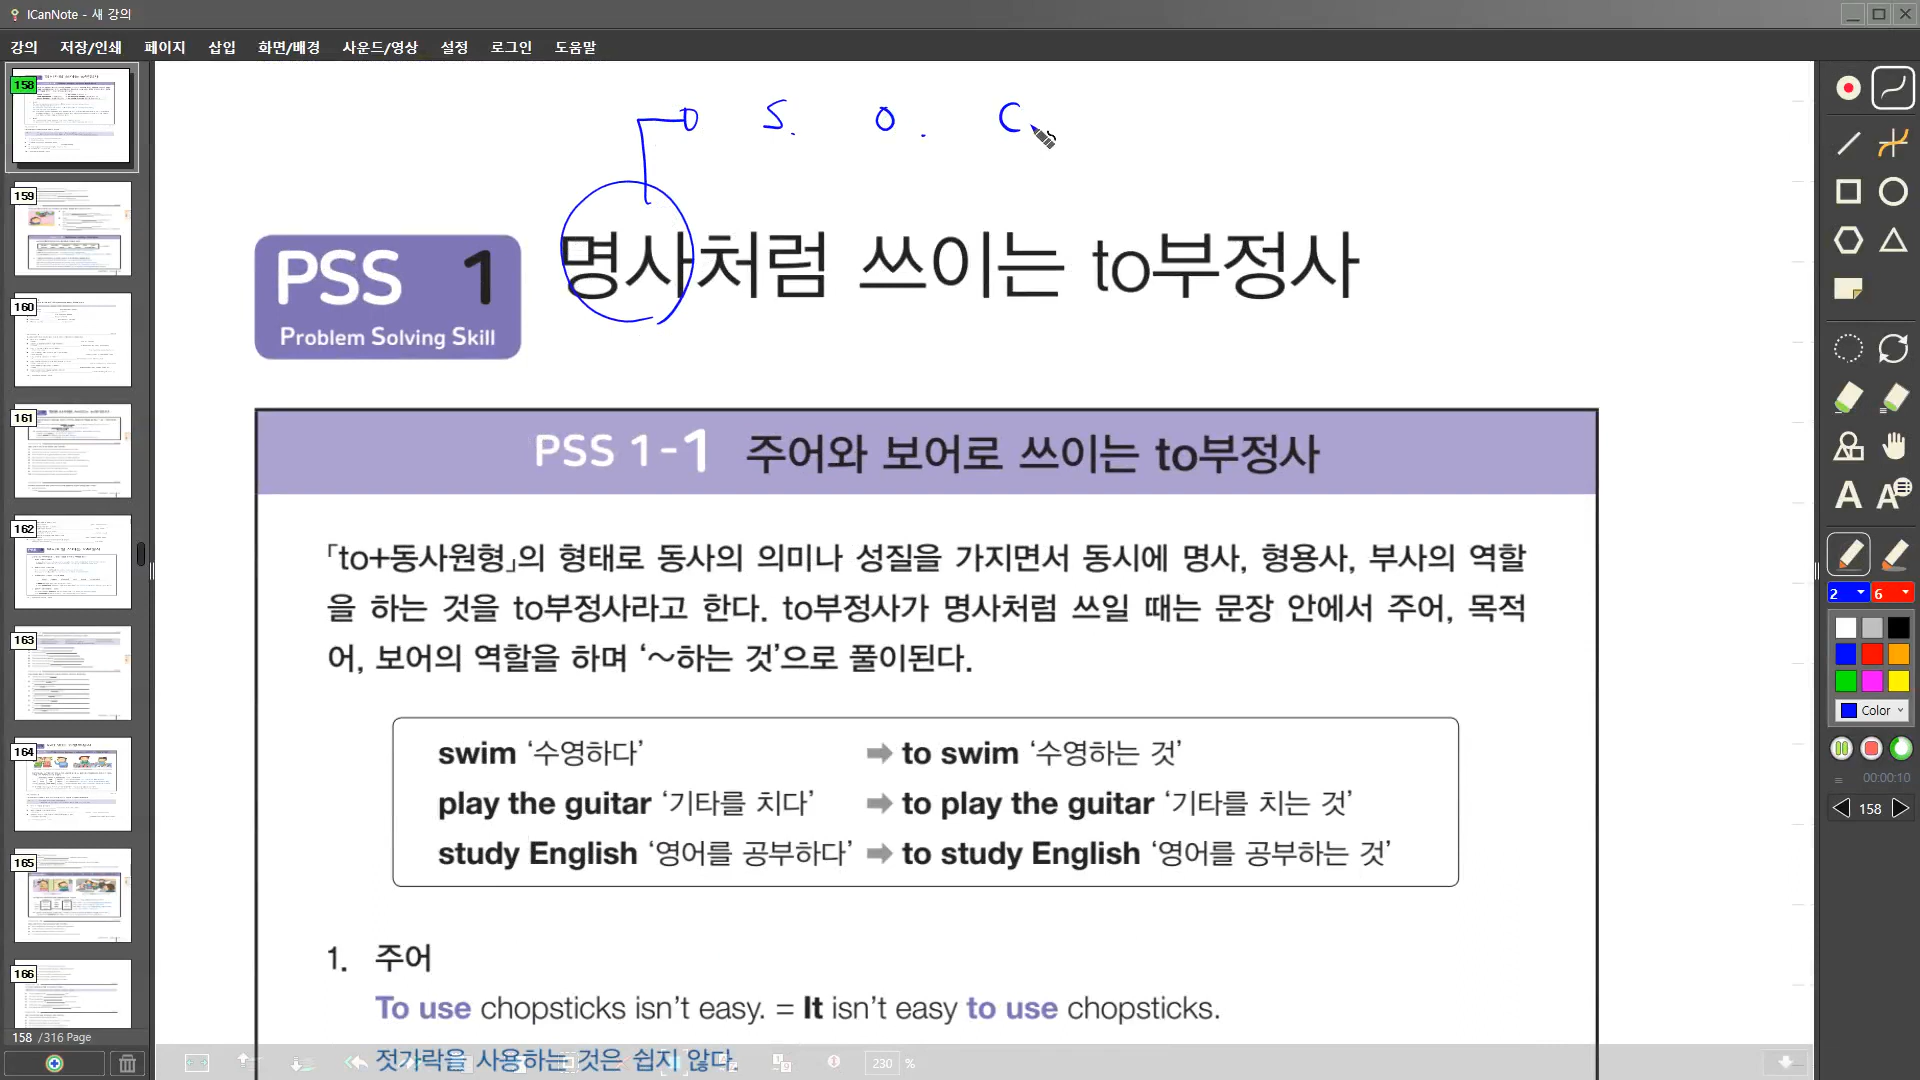 ICanNote - 새 강의
강의 저장/인쇄 페이지 삽입 화면/배경 사운드/영상 설정 로그인 도움말
158
159
160
161
162
163
164
165
166
158 /316 Page
S. O. C
PSS 1
Problem Solving Skill
명사처럼 쓰이는 to부정사
PSS 1-1 주어와 보어로 쓰이는 to부정사
「to+동사원형」의 형태로 동사의 의미나 성질을 가지면서 동시에 명사, 형용사, 부사의 역할
을 하는 것을 to부정사라고 한다. to부정사가 명사처럼 쓰일 때는 문장 안에서 주어, 목적
어, 보어의 역할을 하며 ‘~하는 것’으로 풀이된다.
swim ‘수영하다’ ➡ to swim ‘수영하는 것’
play the guitar ‘기타를 치다’ ➡ to play the guitar ‘기타를 치는 것’
study English ‘영어를 공부하다’ ➡ to study English ‘영어를 공부하는 것’
1. 주어
To use chopsticks isn’t easy. = It isn’t easy to use chopsticks.
젓가락을 사용하는 것은 쉽지 않다.
230 %
A A
2 6
Color
00:00:10
158